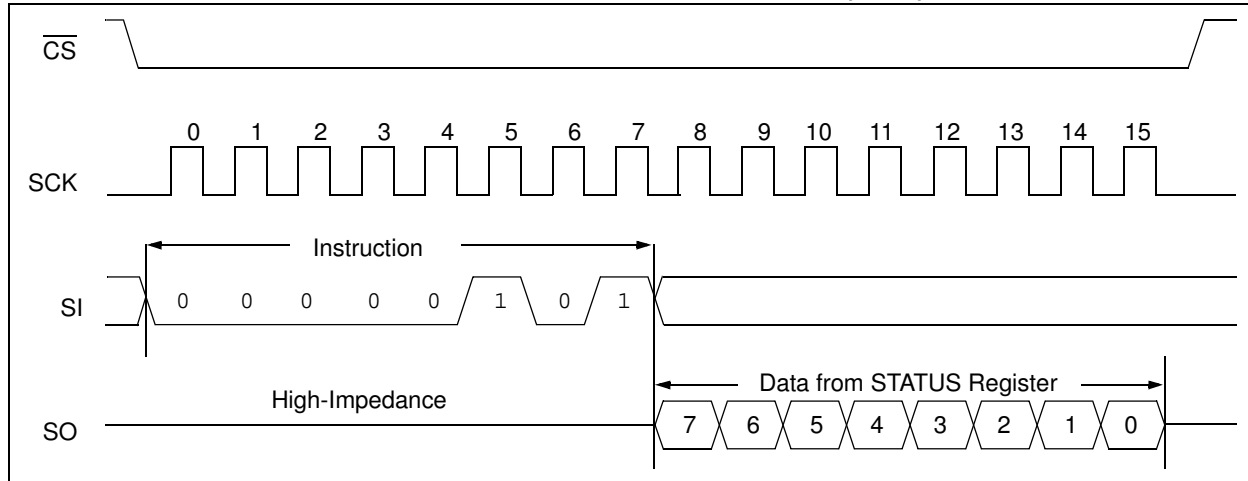 CS
0 1 2 3 4 5 6 7 8 9 10 11 12 13 14 15
SCK
Instruction
SI 0 0 0 0 0 1 0 1
Data from STATUS Register
High-Impedance
SO 7 6 5 4 3 2 1 0